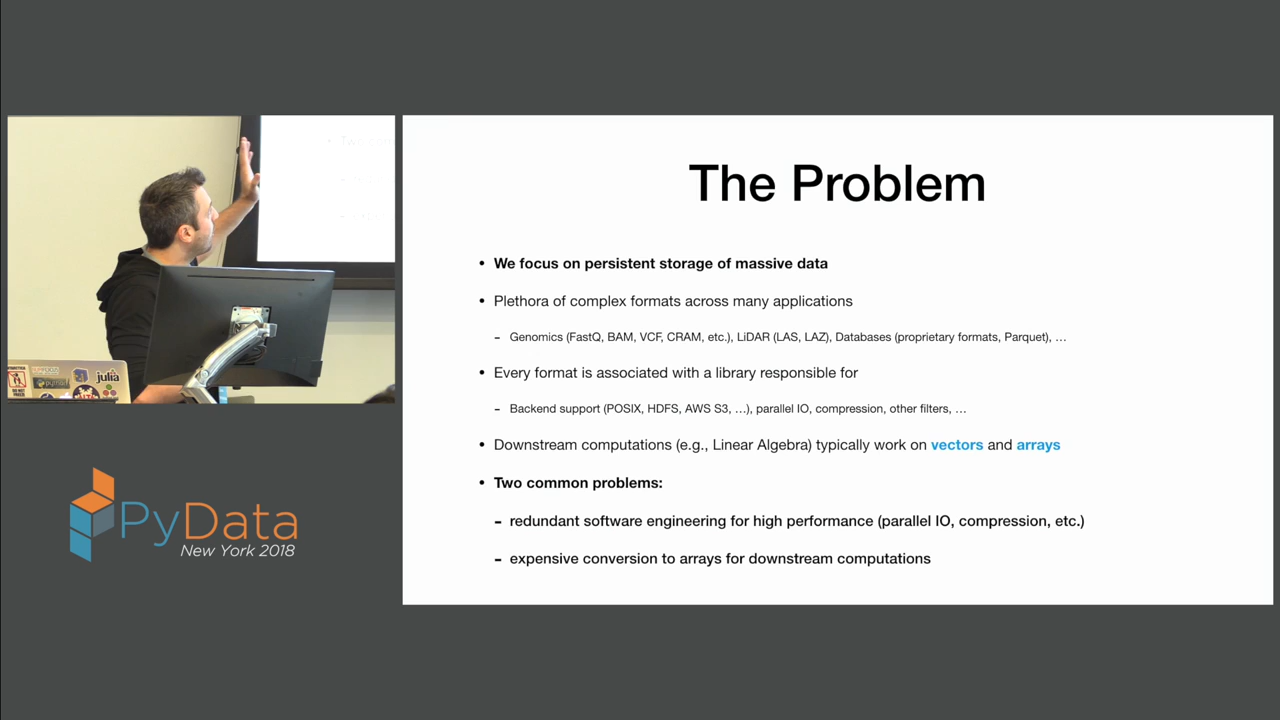 The Problem
• We focus on persistent storage of massive data
• Plethora of complex formats across many applications
– Genomics (FastQ, BAM, VCF, CRAM, etc.), LiDAR (LAS, LAZ), Databases (proprietary formats, Parquet), …
• Every format is associated with a library responsible for
– Backend support (POSIX, HDFS, AWS S3, …), parallel IO, compression, other filters, …
• Downstream computations (e.g., Linear Algebra) typically work on vectors and arrays
• Two common problems:
– redundant software engineering for high performance (parallel IO, compression, etc.)
– expensive conversion to arrays for downstream computations
julia
PyData
New York 2018